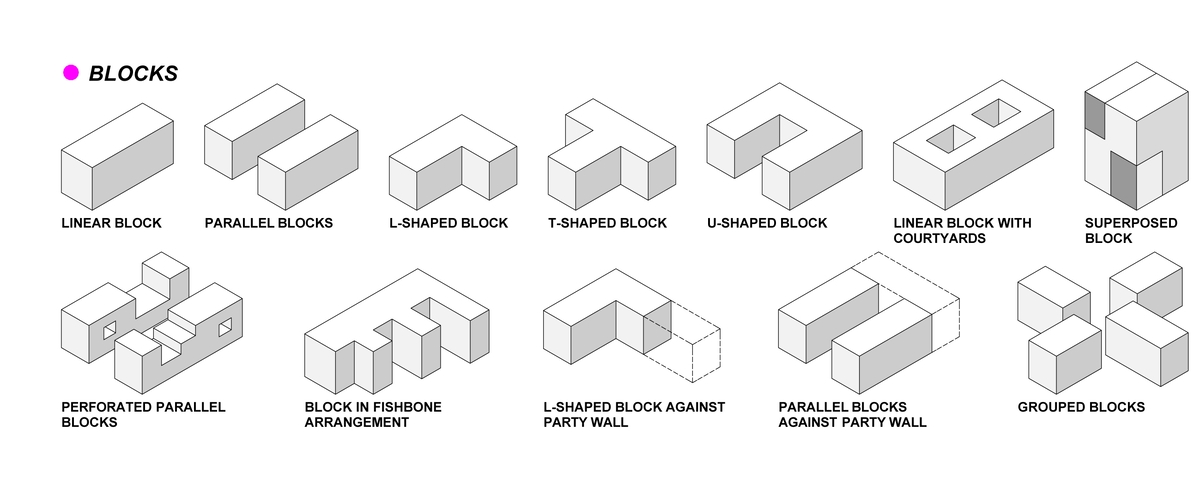 BLOCKS
LINEAR BLOCK
PARALLEL BLOCKS
L-SHAPED BLOCK
T-SHAPED BLOCK
U-SHAPED BLOCK
LINEAR BLOCK WITH
COURTYARDS
SUPERPOSED
BLOCK
PERFORATED PARALLEL
BLOCKS
BLOCK IN FISHBONE
ARRANGEMENT
L-SHAPED BLOCK AGAINST
PARTY WALL
PARALLEL BLOCKS
AGAINST PARTY WALL
GROUPED BLOCKS